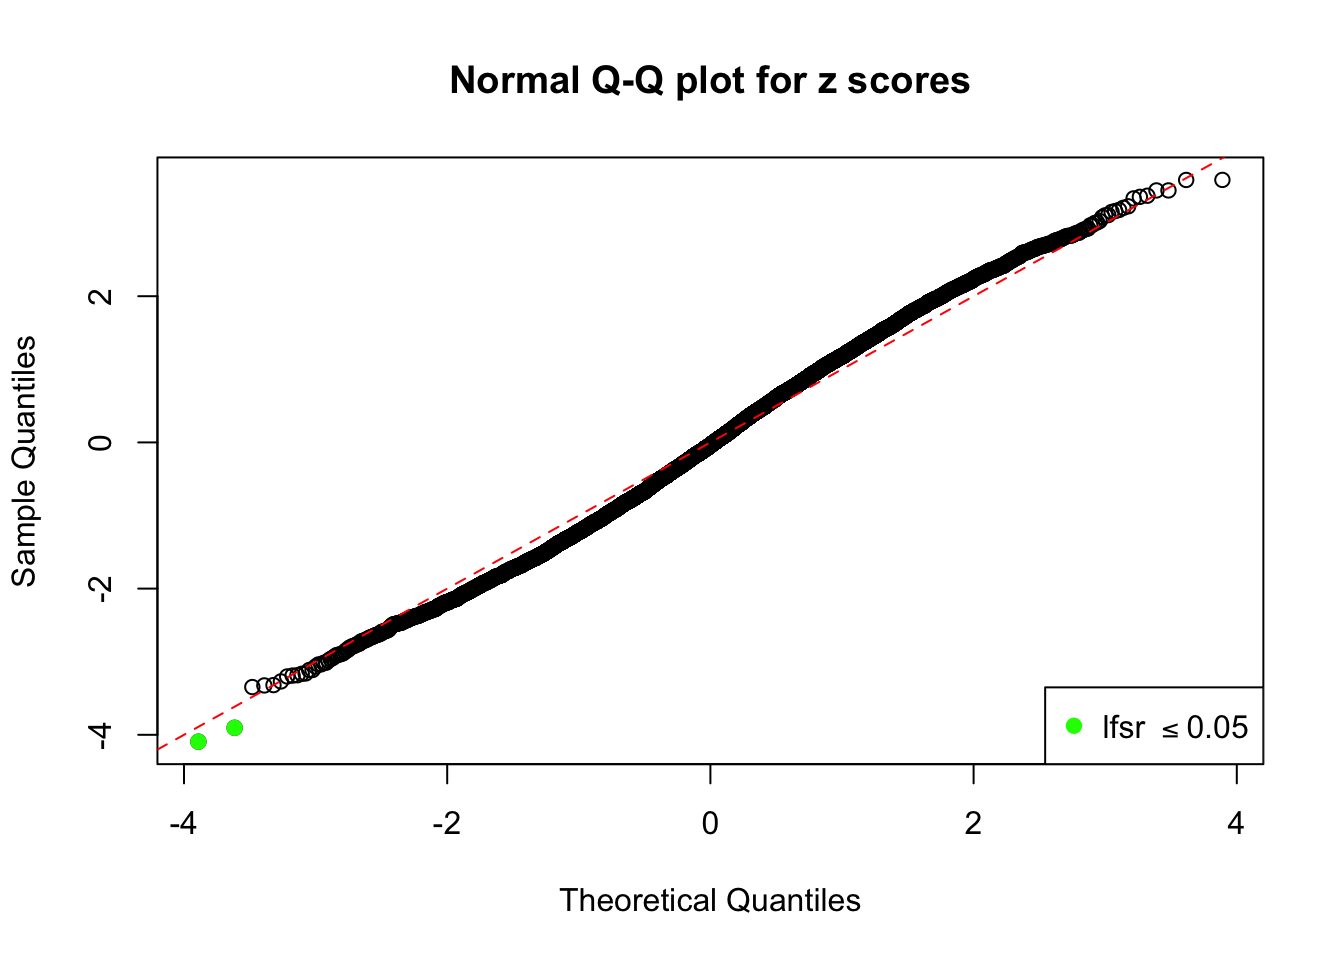 Normal Q-Q plot for z scores
Sample Quantiles
2
0
-2
-4
lfsr ≤ 0.05
-4 -2 0 2 4
Theoretical Quantiles